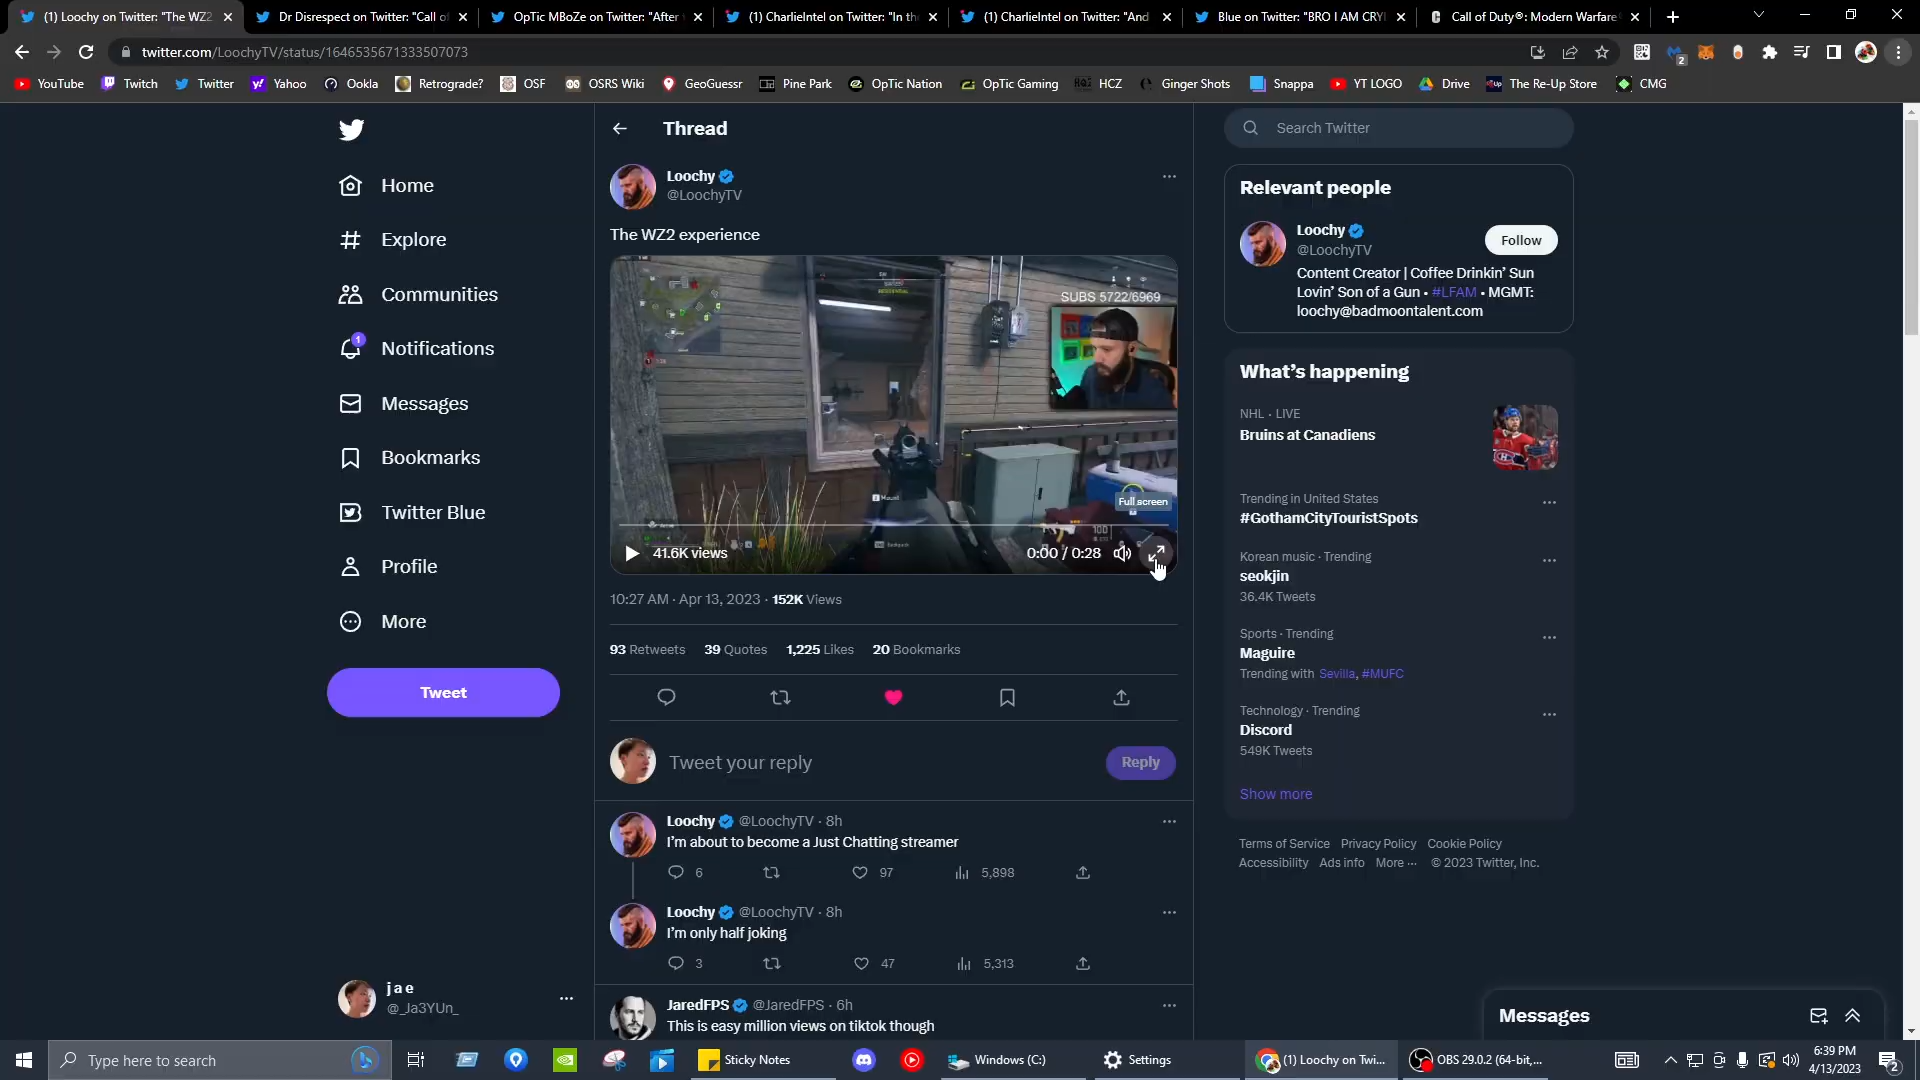 (1) Loochy on Twitter: "The WZ2
Dr Disrespect on Twitter: "Call o
OpTic MBoZe on Twitter: "After
(1) CharlieIntel on Twitter: "In th
(1) CharlieIntel on Twitter: "And
Blue on Twitter: "BRO I AM CRYI
Call of Duty®: Modern Warfare
twitter.com/LoochyTV/status/1646535671333507073
2
YouTube
Twitch
Twitter
Yahoo
Ookla
Retrograde?
OSF
OSRS Wiki
GeoGuessr
Pine Park
OpTic Nation
OpTic Gaming
HCZ
Ginger Shots
Snappa
YT LOGO
Drive
The Re-Up Store
CMG
Home
Explore
Communities
1
Notifications
Messages
Bookmarks
Twitter Blue
Profile
More
Tweet
j a e
@_Ja3YUn_
Thread
Loochy
@LoochyTV
The WZ2 experience
SUBS 5722/6969
Mount
Full screen
100
41.6K views
0:00 / 0:28
10:27 AM · Apr 13, 2023 · 152K Views
93 Retweets 39 Quotes 1,225 Likes 20 Bookmarks
Tweet your reply
Reply
Loochy @LoochyTV · 8h
I'm about to become a Just Chatting streamer
6 97 5,898
Loochy @LoochyTV · 8h
I'm only half joking
3 47 5,313
JaredFPS @JaredFPS · 6h
This is easy million views on tiktok though
Search Twitter
Relevant people
Loochy
@LoochyTV
Follow
Content Creator | Coffee Drinkin' Sun
Lovin' Son of a Gun • #LFAM • MGMT:
loochy@badmoontalent.com
What's happening
NHL · LIVE
Bruins at Canadiens
Trending in United States
#GothamCityTouristSpots
Korean music · Trending
seokjin
36.4K Tweets
Sports · Trending
Maguire
Trending with Sevilla, #MUFC
Technology · Trending
Discord
549K Tweets
Show more
Terms of Service Privacy Policy Cookie Policy
Accessibility Ads info More ··· © 2023 Twitter, Inc.
Messages
Type here to search
Sticky Notes
Windows (C:)
Settings
(1) Loochy on Twi...
OBS 29.0.2 (64-bit,...
6:39 PM
4/13/2023
2